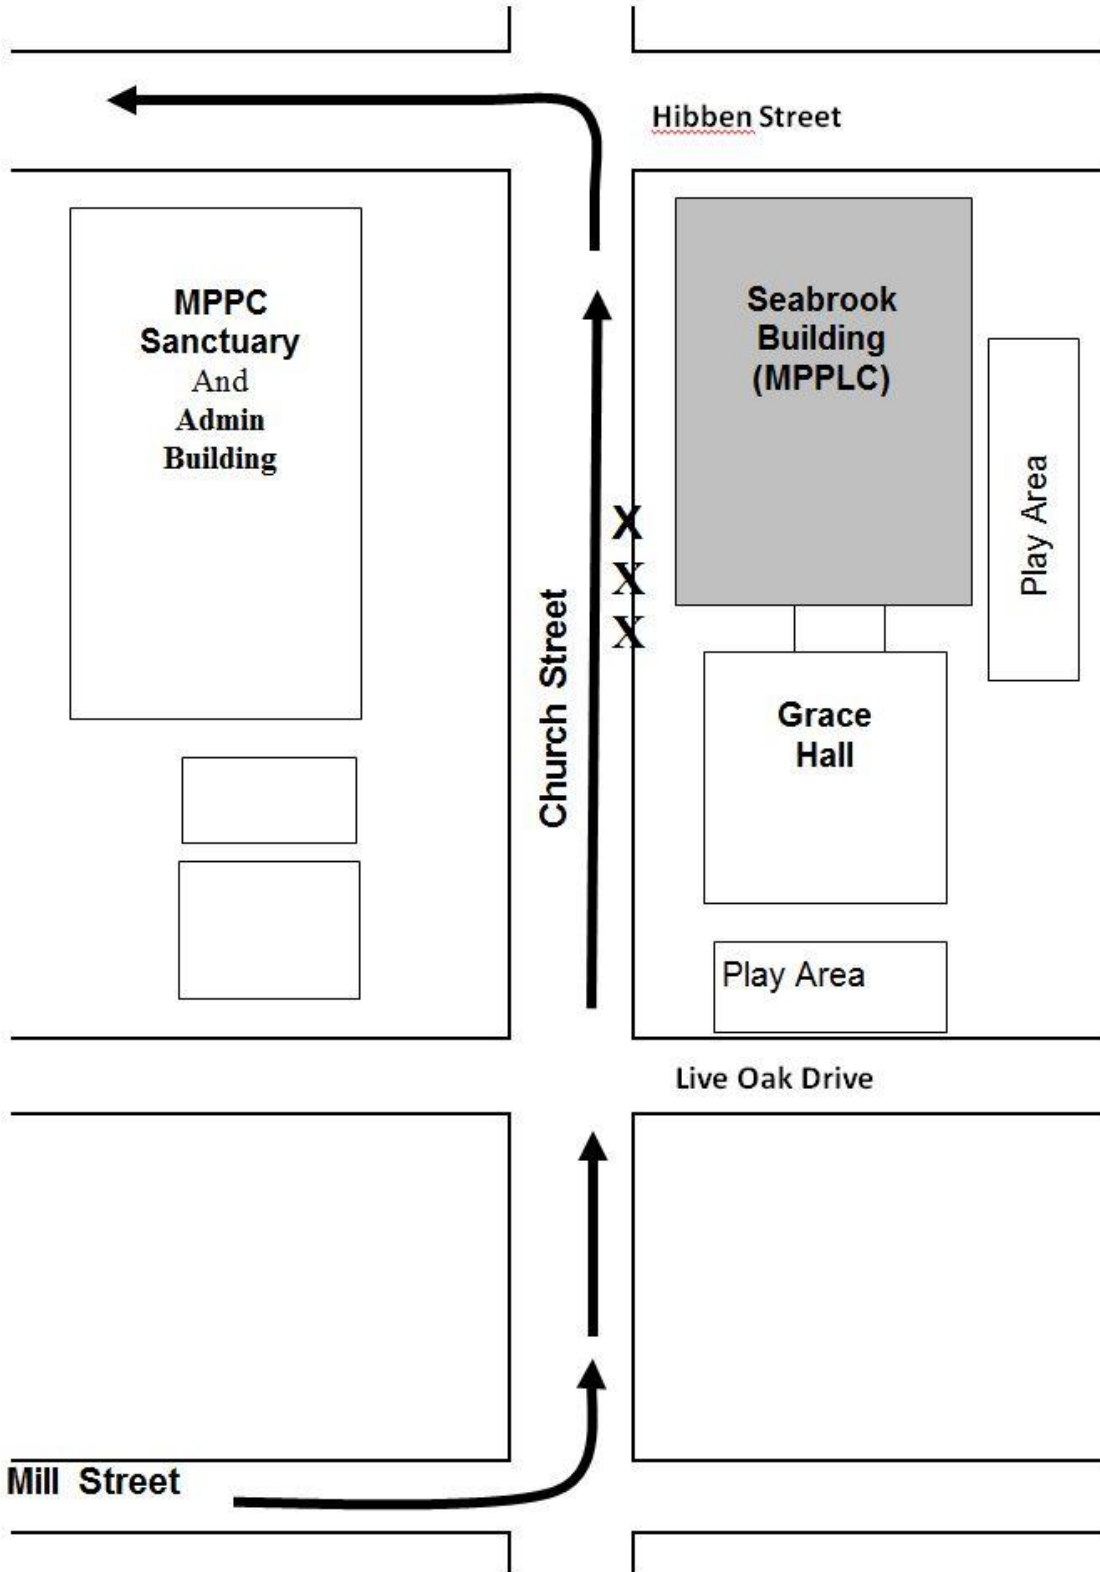 Hibben Street
MPPC
Sanctuary
And
Admin
Building
Seabrook
Building
(MPPLC)
Play Area
X
X
X
Church Street
Grace
Hall
Play Area
Live Oak Drive
Mill Street